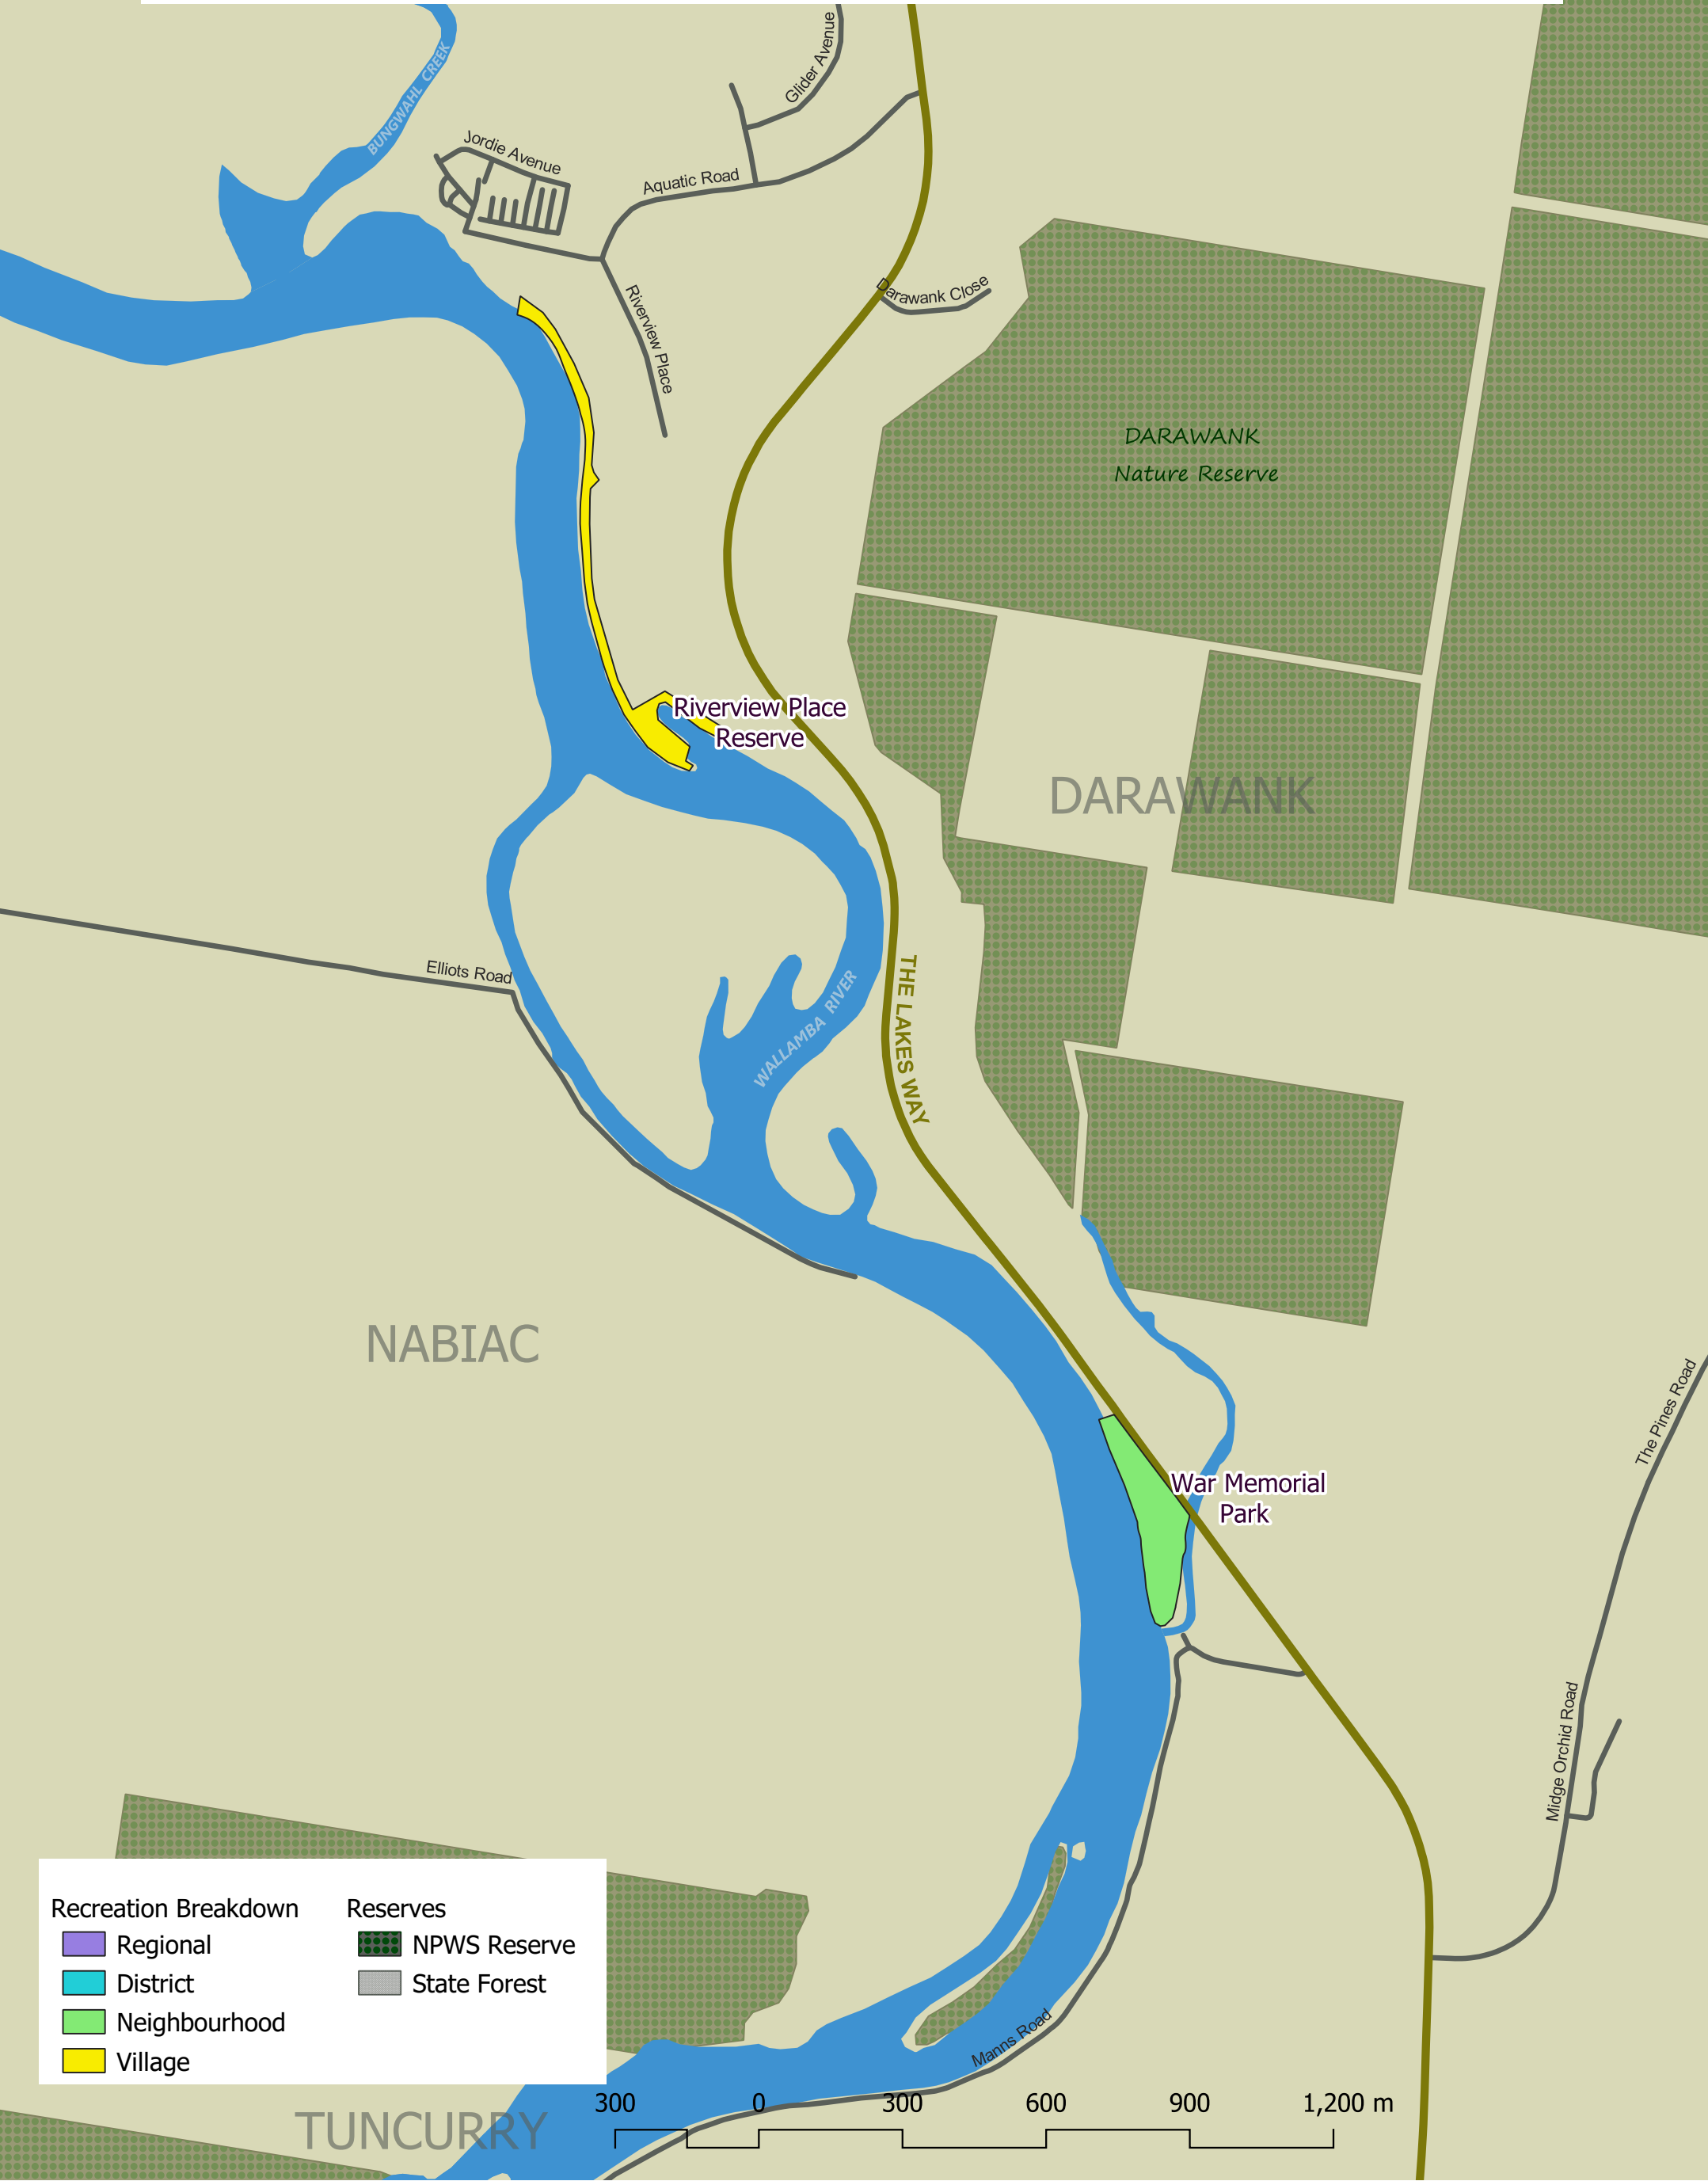 BUNGWAHL CREEK
Glider Avenue
Jordie Avenue
Aquatic Road
Darawank Close
Riverview Place
DARAWANK
Nature Reserve
Riverview Place
Reserve
DARAWANK
Elliots Road
WALLAMBA RIVER
THE LAKES WAY
NABIAC
The Pines Road
War Memorial
Park
Midge Orchid Road
Recreation Breakdown
Regional
District
Neighbourhood
Village
Reserves
NPWS Reserve
State Forest
Manns Road
300 0 300 600 900 1,200 m
TUNCURRY